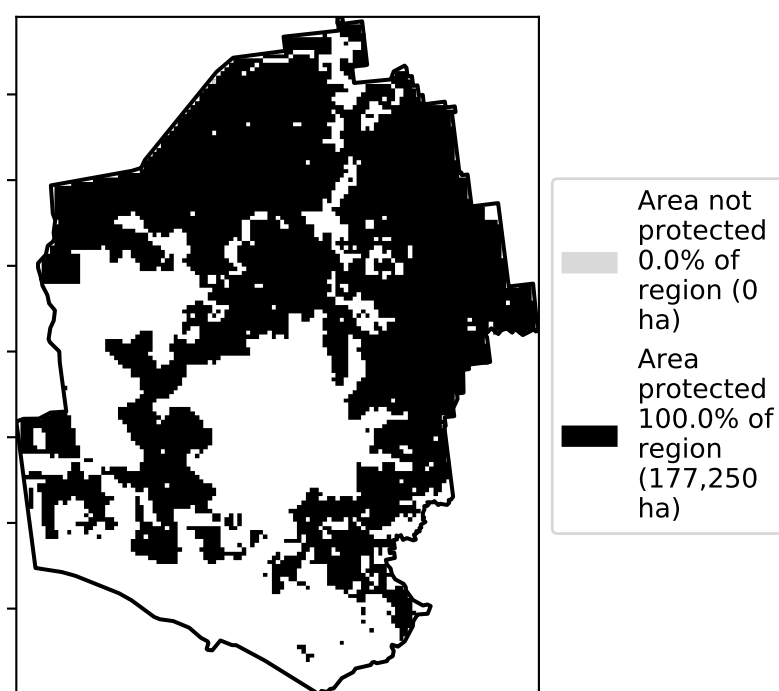 Area not
protected
0.0% of
region (0
ha)
Area
protected
100.0% of
region
(177,250
ha)